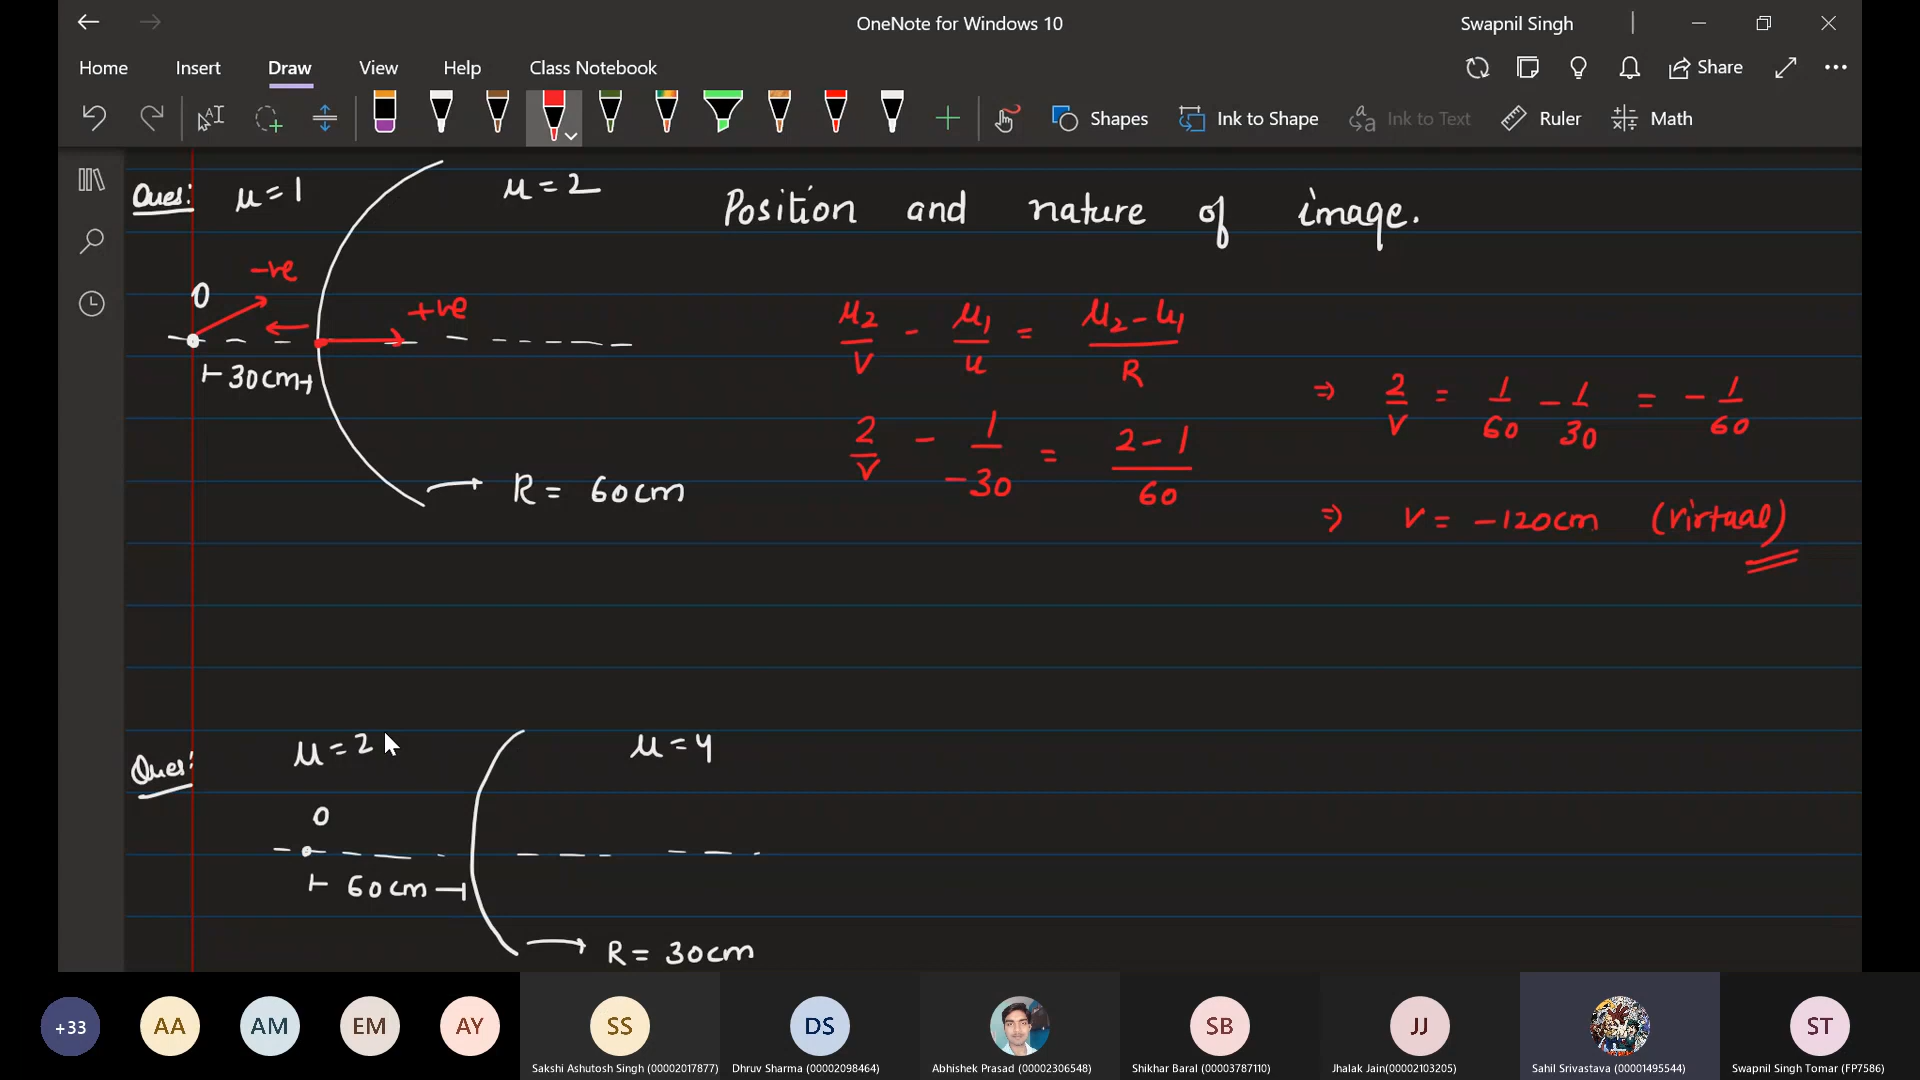 OneNote for Windows 10
Swapnil Singh
Home Insert Draw View Help Class Notebook
Share
Shapes Ink to Shape Ink to Text Ruler Math
Ques: μ=1 μ=2 Position and nature of image.
-ve
O
+ve
30cm
μ2/v - μ1/u = μ2-μ1/R
2/v - 1/-30 = 2-1/60
R= 60cm
⇒ 2/v = 1/60 - 1/30 = - 1/60
⇒ v = -120cm (virtual)
Ques: μ=2 μ=4
O
60cm
R= 30cm
+33 AA AM EM AY SS DS SB JJ ST
Sakshi Ashutosh Singh (00002017877) Dhruv Sharma (00002098464) Abhishek Prasad (00002306548) Shikhar Baral (00003787110) Jhalak Jain(00002103205) Sahil Srivastava (00001495544) Swapnil Singh Tomar (FP7586)